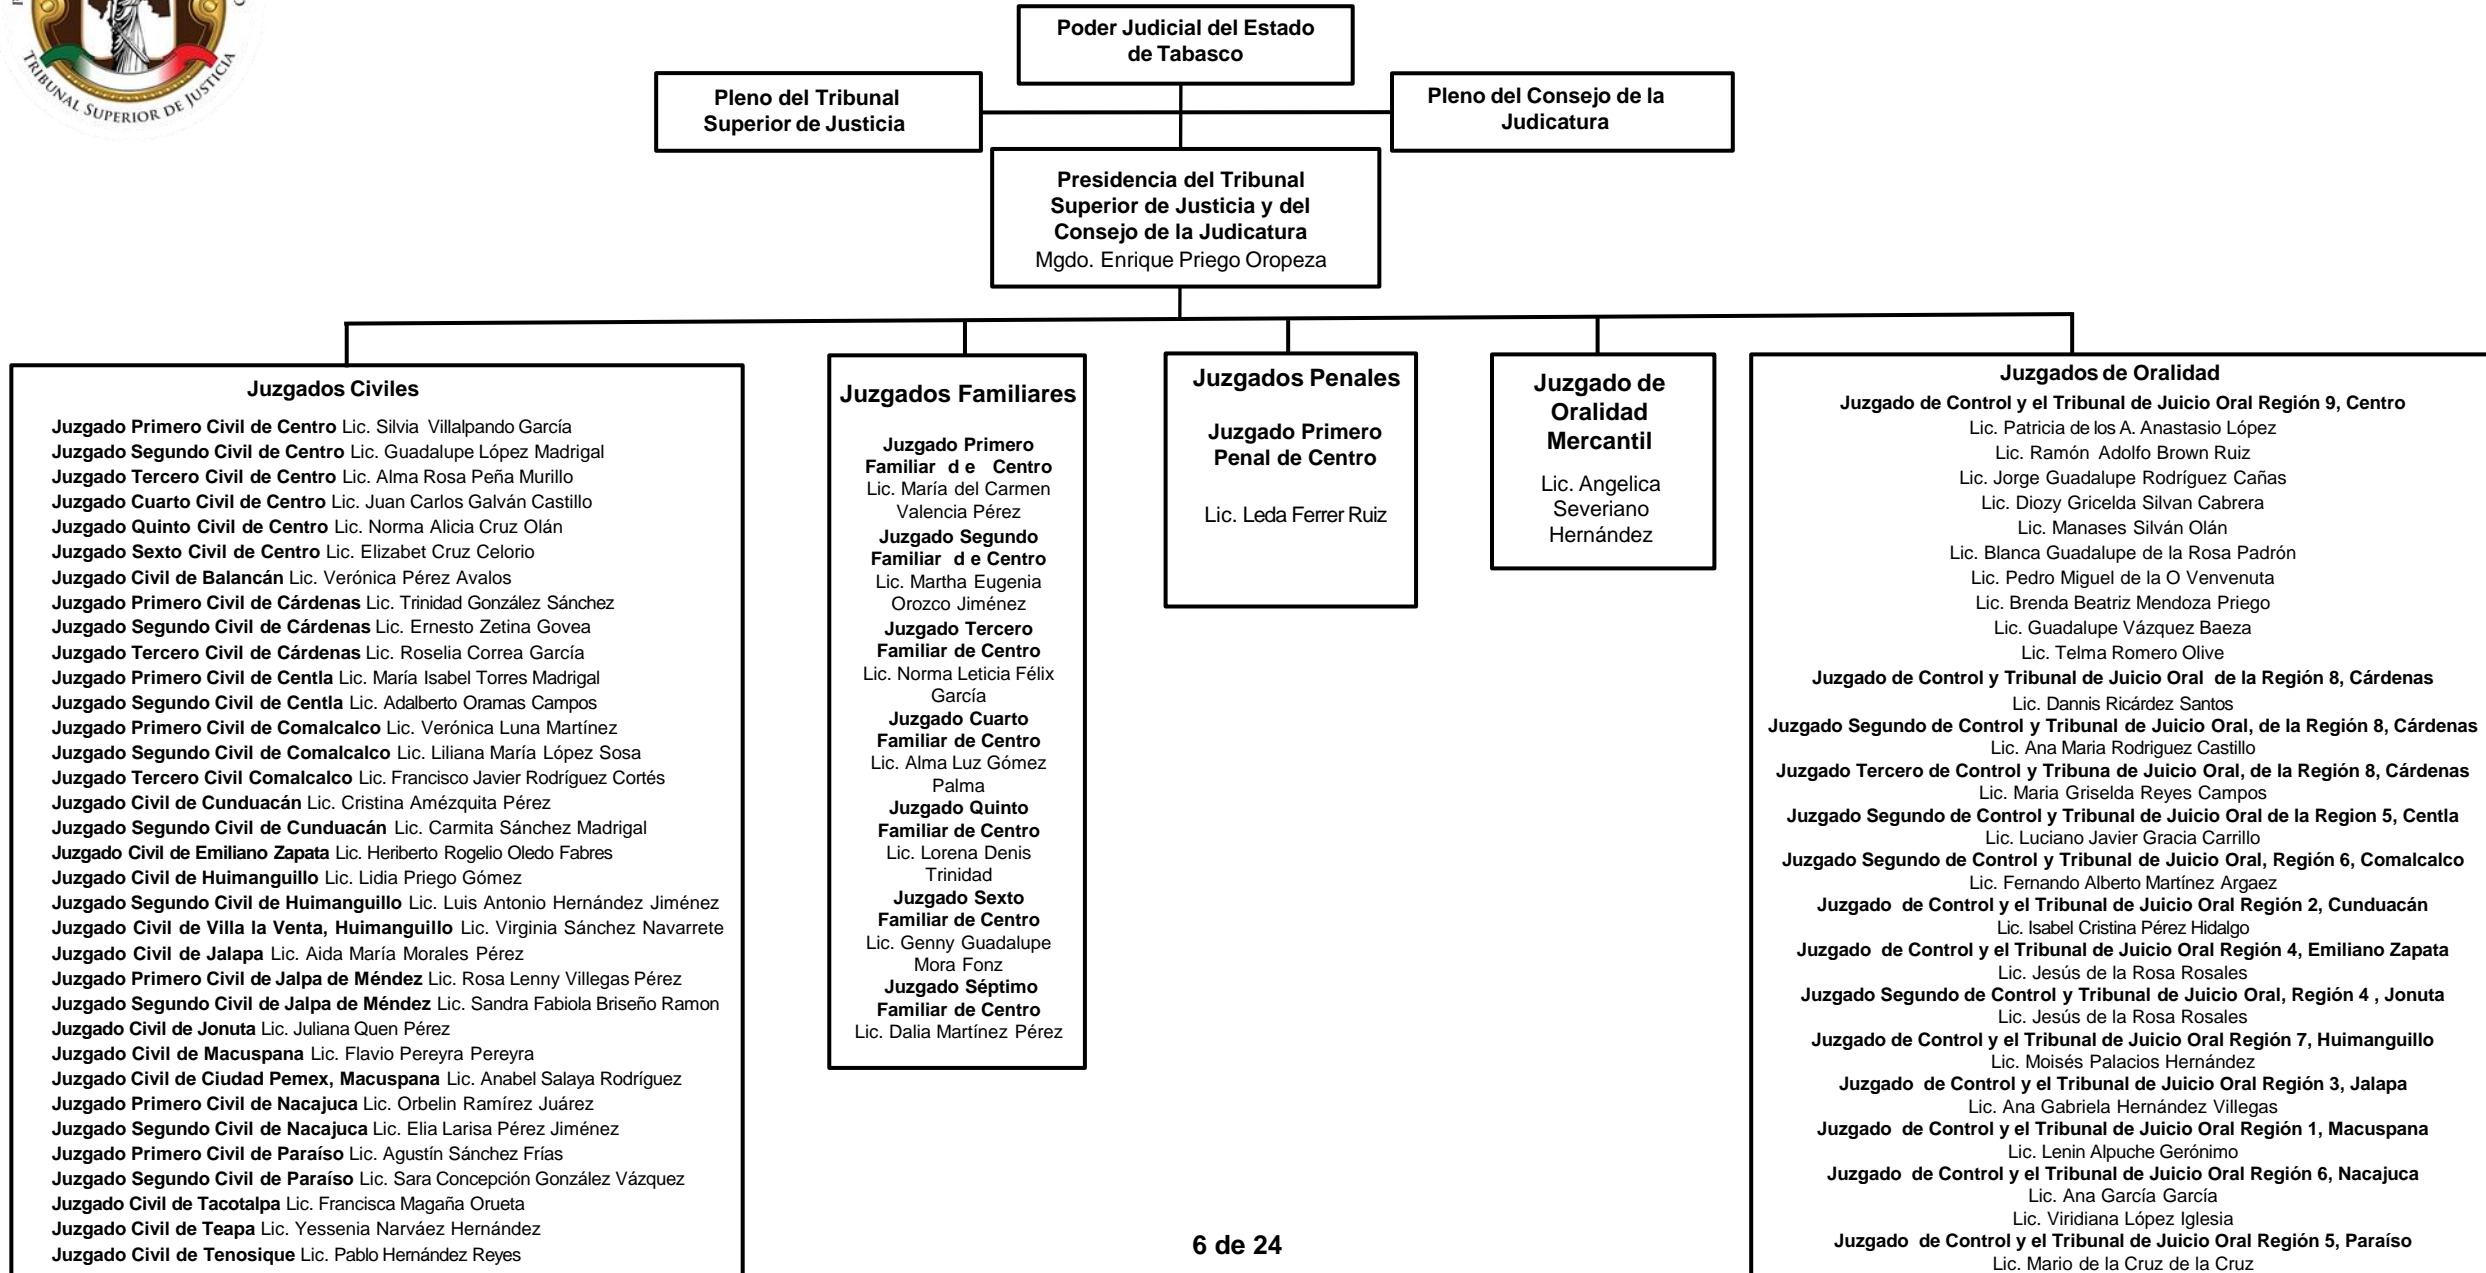 TRIBUNAL SUPERIOR DE JUSTICIA
Poder Judicial del Estado
de Tabasco
Pleno del Tribunal
Superior de Justicia
Pleno del Consejo de la
Judicatura
Presidencia del Tribunal
Superior de Justicia y del
Consejo de la Judicatura
Mgdo. Enrique Priego Oropeza
Juzgados Civiles
Juzgado Primero Civil de Centro Lic. Silvia Villalpando García
Juzgado Segundo Civil de Centro Lic. Guadalupe López Madrigal
Juzgado Tercero Civil de Centro Lic. Alma Rosa Peña Murillo
Juzgado Cuarto Civil de Centro Lic. Juan Carlos Galván Castillo
Juzgado Quinto Civil de Centro Lic. Norma Alicia Cruz Olán
Juzgado Sexto Civil de Centro Lic. Elizabet Cruz Celorio
Juzgado Civil de Balancán Lic. Verónica Pérez Avalos
Juzgado Primero Civil de Cárdenas Lic. Trinidad González Sánchez
Juzgado Segundo Civil de Cárdenas Lic. Ernesto Zetina Govea
Juzgado Tercero Civil de Cárdenas Lic. Roselia Correa García
Juzgado Primero Civil de Centla Lic. María Isabel Torres Madrigal
Juzgado Segundo Civil de Centla Lic. Adalberto Oramas Campos
Juzgado Primero Civil de Comalcalco Lic. Verónica Luna Martínez
Juzgado Segundo Civil de Comalcalco Lic. Liliana María López Sosa
Juzgado Tercero Civil Comalcalco Lic. Francisco Javier Rodríguez Cortés
Juzgado Civil de Cunduacán Lic. Cristina Amézquita Pérez
Juzgado Segundo Civil de Cunduacán Lic. Carmita Sánchez Madrigal
Juzgado Civil de Emiliano Zapata Lic. Heriberto Rogelio Oledo Fabres
Juzgado Civil de Huimanguillo Lic. Lidia Priego Gómez
Juzgado Segundo Civil de Huimanguillo Lic. Luis Antonio Hernández Jiménez
Juzgado Civil de Villa la Venta, Huimanguillo Lic. Virginia Sánchez Navarrete
Juzgado Civil de Jalapa Lic. Aida María Morales Pérez
Juzgado Primero Civil de Jalpa de Méndez Lic. Rosa Lenny Villegas Pérez
Juzgado Segundo Civil de Jalpa de Méndez Lic. Sandra Fabiola Briseño Ramon
Juzgado Civil de Jonuta Lic. Juliana Quen Pérez
Juzgado Civil de Macuspana Lic. Flavio Pereyra Pereyra
Juzgado Civil de Ciudad Pemex, Macuspana Lic. Anabel Salaya Rodríguez
Juzgado Primero Civil de Nacajuca Lic. Orbelin Ramírez Juárez
Juzgado Segundo Civil de Nacajuca Lic. Elia Larisa Pérez Jiménez
Juzgado Primero Civil de Paraíso Lic. Agustín Sánchez Frías
Juzgado Segundo Civil de Paraíso Lic. Sara Concepción González Vázquez
Juzgado Civil de Tacotalpa Lic. Francisca Magaña Orueta
Juzgado Civil de Teapa Lic. Yessenia Narváez Hernández
Juzgado Civil de Tenosique Lic. Pablo Hernández Reyes
Juzgados Familiares
Juzgado Primero
Familiar d e Centro
Lic. María del Carmen
Valencia Pérez
Juzgado Segundo
Familiar d e Centro
Lic. Martha Eugenia
Orozco Jiménez
Juzgado Tercero
Familiar de Centro
Lic. Norma Leticia Félix
García
Juzgado Cuarto
Familiar de Centro
Lic. Alma Luz Gómez
Palma
Juzgado Quinto
Familiar de Centro
Lic. Lorena Denis
Trinidad
Juzgado Sexto
Familiar de Centro
Lic. Genny Guadalupe
Mora Fonz
Juzgado Séptimo
Familiar de Centro
Lic. Dalia Martínez Pérez
Juzgados Penales
Juzgado Primero
Penal de Centro
Lic. Leda Ferrer Ruiz
Juzgado de
Oralidad
Mercantil
Lic. Angelica
Severiano
Hernández
Juzgados de Oralidad
Juzgado de Control y el Tribunal de Juicio Oral Región 9, Centro
Lic. Patricia de los A. Anastasio López
Lic. Ramón Adolfo Brown Ruiz
Lic. Jorge Guadalupe Rodríguez Cañas
Lic. Diozy Gricelda Silvan Cabrera
Lic. Manases Silván Olán
Lic. Blanca Guadalupe de la Rosa Padrón
Lic. Pedro Miguel de la O Venvenuta
Lic. Brenda Beatriz Mendoza Priego
Lic. Guadalupe Vázquez Baeza
Lic. Telma Romero Olive
Juzgado de Control y Tribunal de Juicio Oral de la Región 8, Cárdenas
Lic. Dannis Ricárdez Santos
Juzgado Segundo de Control y Tribunal de Juicio Oral, de la Región 8, Cárdenas
Lic. Ana Maria Rodriguez Castillo
Juzgado Tercero de Control y Tribuna de Juicio Oral, de la Región 8, Cárdenas
Lic. Maria Griselda Reyes Campos
Juzgado Segundo de Control y Tribunal de Juicio Oral de la Region 5, Centla
Lic. Luciano Javier Gracia Carrillo
Juzgado Segundo de Control y Tribunal de Juicio Oral, Región 6, Comalcalco
Lic. Fernando Alberto Martínez Argaez
Juzgado de Control y el Tribunal de Juicio Oral Región 2, Cunduacán
Lic. Isabel Cristina Pérez Hidalgo
Juzgado de Control y el Tribunal de Juicio Oral Región 4, Emiliano Zapata
Lic. Jesús de la Rosa Rosales
Juzgado Segundo de Control y Tribunal de Juicio Oral, Región 4 , Jonuta
Lic. Jesús de la Rosa Rosales
Juzgado de Control y el Tribunal de Juicio Oral Región 7, Huimanguillo
Lic. Moisés Palacios Hernández
Juzgado de Control y el Tribunal de Juicio Oral Región 3, Jalapa
Lic. Ana Gabriela Hernández Villegas
Juzgado de Control y el Tribunal de Juicio Oral Región 1, Macuspana
Lic. Lenin Alpuche Gerónimo
Juzgado de Control y el Tribunal de Juicio Oral Región 6, Nacajuca
Lic. Ana García García
Lic. Viridiana López Iglesia
Juzgado de Control y el Tribunal de Juicio Oral Región 5, Paraíso
Lic. Mario de la Cruz de la Cruz
6 de 24